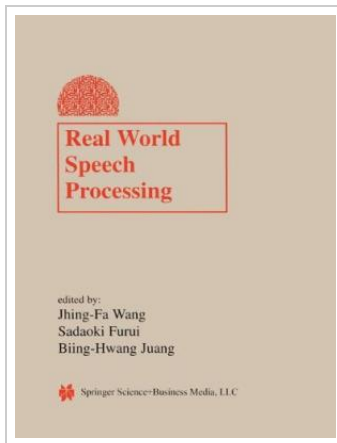 Real World
Speech
Processing
edited by:
Jhing-Fa Wang
Sadaoki Furui
Biing-Hwang Juang
Springer Science+Business Media, LLC